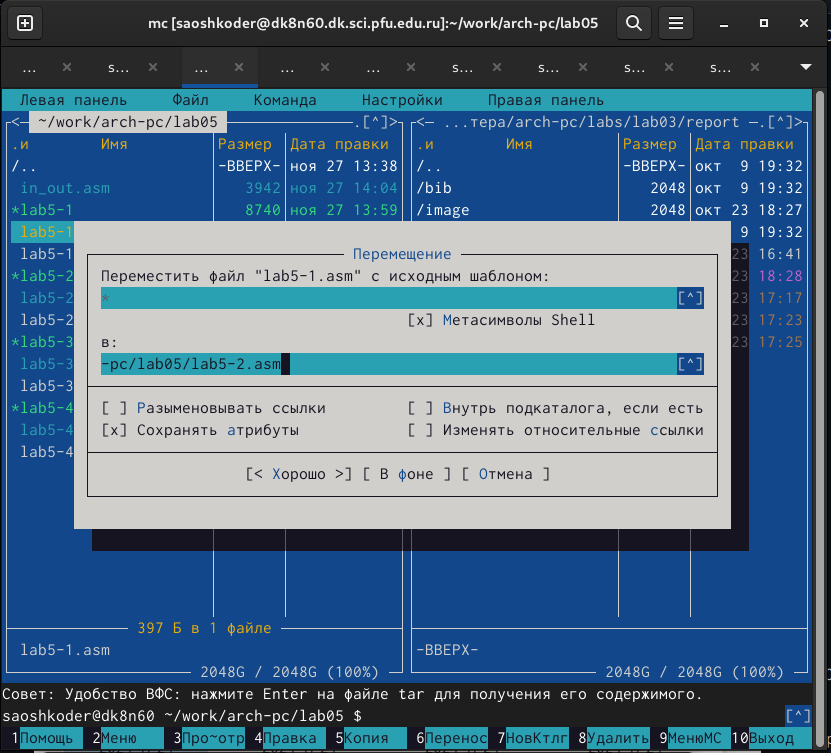 mc [saoshkoder@dk8n60.dk.sci.pfu.edu.ru]:~/work/arch-pc/lab05
... × s... × ... × ... × ... × s... × s... × s... × s... ×
Левая панель Файл Команда Настройки Правая панель
<— ~/work/arch-pc/lab05 —.[^]> <— ...тера/arch-pc/labs/lab03/report —.[^]>
.и Имя Размер Дата правки .и Имя Размер Дата правки
/.. -ВВЕРХ- ноя 27 13:38 /.. -ВВЕРХ- окт 9 19:32
in_out.asm 3942 ноя 27 14:04 /bib 2048 окт 9 19:32
*lab5-1 8740 ноя 27 13:59 /image 2048 окт 23 18:27
lab5-1 9 19:32
lab5-1 23 16:41
Перемещение
Переместить файл "lab5-1.asm" с исходным шаблоном:
*lab5-2 23 18:28
lab5-2 * [^] 23 17:17
lab5-2 [x] Метасимволы Shell 23 17:23
*lab5-3 в: 23 17:25
lab5-3 -pc/lab05/lab5-2.asm [^]
lab5-3
*lab5-4 [ ] Разыменовывать ссылки [ ] Внутрь подкаталога, если есть
lab5-4 [x] Сохранять атрибуты [ ] Изменять относительные ссылки
lab5-4
[< Хорошо >] [ В фоне ] [ Отмена ]
397 Б в 1 файле
lab5-1.asm -ВВЕРХ-
2048G / 2048G (100%) 2048G / 2048G (100%)
Совет: Удобство ВФС: нажмите Enter на файле tar для получения его содержимого.
saoshkoder@dk8n60 ~/work/arch-pc/lab05 $ [^]
1Помощь 2Меню 3Про~отр 4Правка 5Копия 6Перенос 7НовКтлг 8Удалить 9МенюМС 10Выход